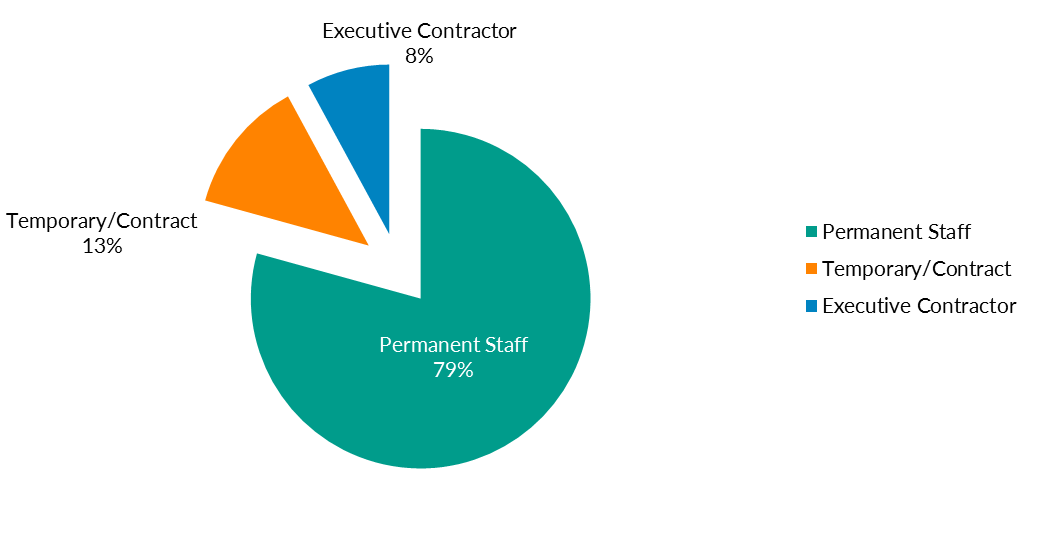 Executive Contractor
8%
Temporary/Contract
13%
Permanent Staff
79%
Permanent Staff
Temporary/Contract
Executive Contractor